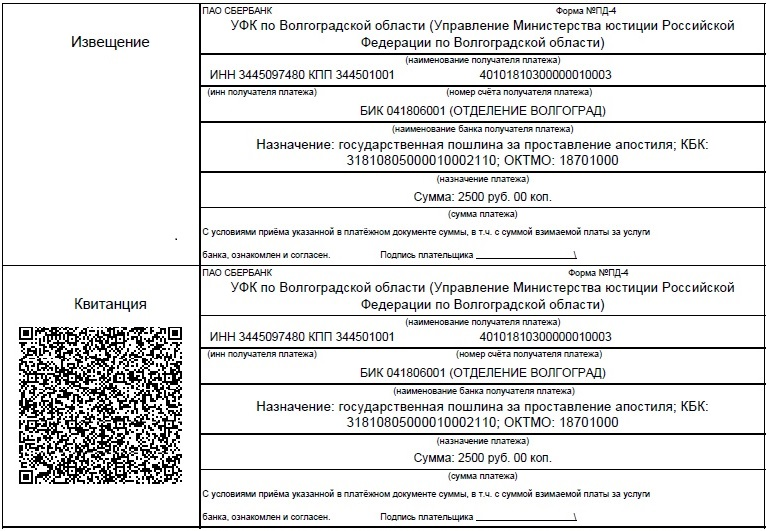 Извещение
ПАО СБЕРБАНК Форма №ПД-4
УФК по Волгоградской области (Управление Министерства юстиции Российской
Федерации по Волгоградской области)
(наименование получателя платежа)
ИНН 3445097480 КПП 344501001 40101810300000010003
(инн получателя платежа) (номер счёта получателя платежа)
БИК 041806001 (ОТДЕЛЕНИЕ ВОЛГОГРАД)
(наименование банка получателя платежа)
Назначение: государственная пошлина за проставление апостиля; КБК:
31810805000010002110; ОКТМО: 18701000
(назначение платежа)
Сумма: 2500 руб. 00 коп.
(сумма платежа)
С условиями приёма указанной в платёжном документе суммы, в т.ч. с суммой взимаемой платы за услуги
банка, ознакомлен и согласен. Подпись плательщика
Квитанция
ПАО СБЕРБАНК Форма №ПД-4
УФК по Волгоградской области (Управление Министерства юстиции Российской
Федерации по Волгоградской области)
(наименование получателя платежа)
ИНН 3445097480 КПП 344501001 40101810300000010003
(инн получателя платежа) (номер счёта получателя платежа)
БИК 041806001 (ОТДЕЛЕНИЕ ВОЛГОГРАД)
(наименование банка получателя платежа)
Назначение: государственная пошлина за проставление апостиля; КБК:
31810805000010002110; ОКТМО: 18701000
(назначение платежа)
Сумма: 2500 руб. 00 коп.
(сумма платежа)
С условиями приёма указанной в платёжном документе суммы, в т.ч. с суммой взимаемой платы за услуги
банка, ознакомлен и согласен. Подпись плательщика